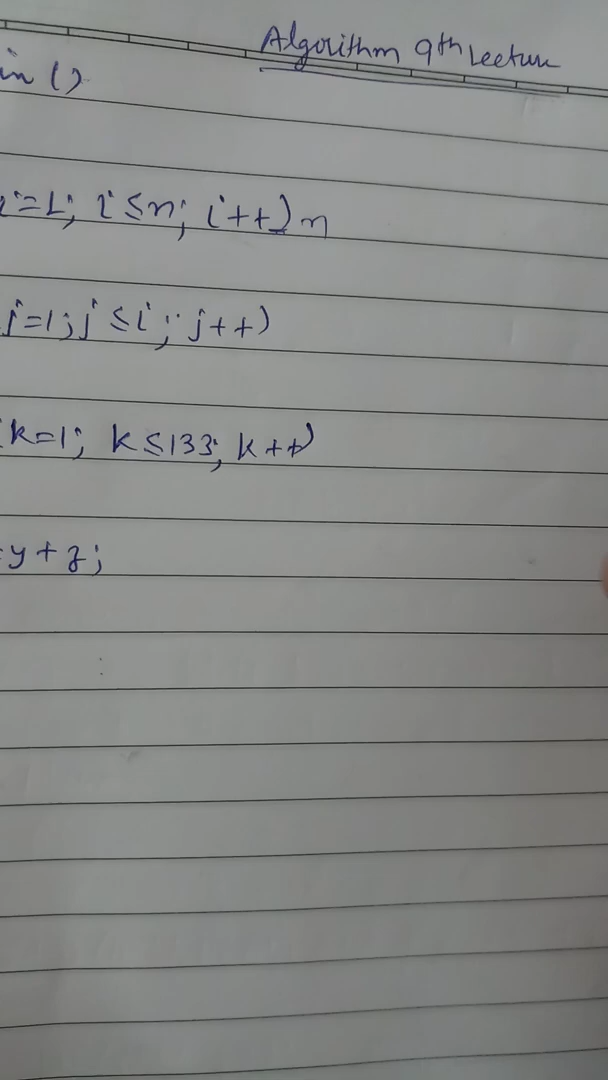 Algorithm 9th Lecture
in ()
i=1; i≤n; i++) n
j=1; j≤i; j++)
(k=1; k≤133; k++)
=y+z;